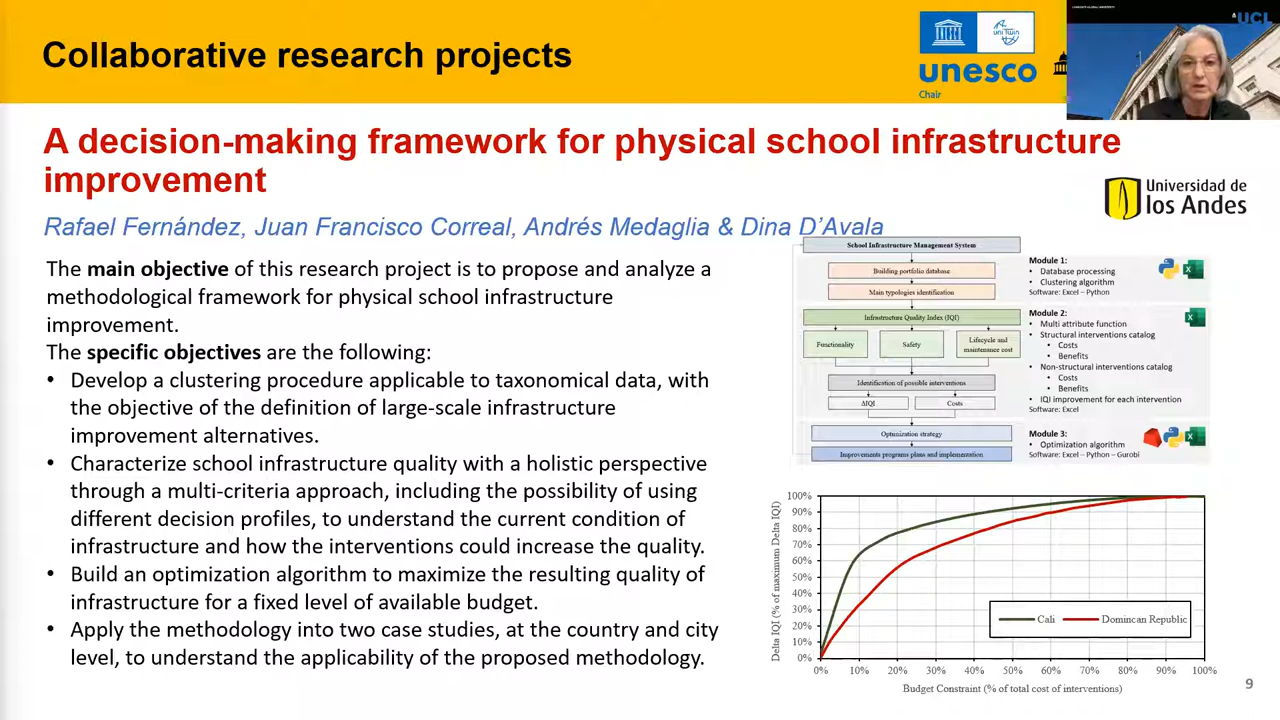 Collaborative research projects
uni Twin
unesco
Chair
LONDON'S GLOBAL UNIVERSITY
UCL
A decision-making framework for physical school infrastructure
improvement
Universidad de
los Andes
Rafael Fernández, Juan Francisco Correal, Andrés Medaglia & Dina D'Ayala
The main objective of this research project is to propose and analyze a
methodological framework for physical school infrastructure
improvement.
The specific objectives are the following:
• Develop a clustering procedure applicable to taxonomical data, with
the objective of the definition of large-scale infrastructure
improvement alternatives.
• Characterize school infrastructure quality with a holistic perspective
through a multi-criteria approach, including the possibility of using
different decision profiles, to understand the current condition of
infrastructure and how the interventions could increase the quality.
• Build an optimization algorithm to maximize the resulting quality of
infrastructure for a fixed level of available budget.
• Apply the methodology into two case studies, at the country and city
level, to understand the applicability of the proposed methodology.
School Infrastructure Management System
Building portfolio database
Main typologies identification
Infrastructure Quality Index (IQI)
Functionality
Safety
Lifecycle and
maintenance cost
Identification of possible interventions
ΔIQI
Costs
Optimization strategy
Improvements programs plans and implementation
Module 1:
• Database processing
• Clustering algorithm
Software: Excel – Python
Module 2:
• Multi attribute function
• Structural interventions catalog
• Costs
• Benefits
• Non-structural interventions catalog
• Costs
• Benefits
• IQI improvement for each intervention
Software: Excel
Module 3:
• Optimization algorithm
Software: Excel – Python – Gurobi
Delta IQI (% of maximum Delta IQI)
100%
90%
80%
70%
60%
50%
40%
30%
20%
10%
0%
Cali
Domincan Republic
0% 10% 20% 30% 40% 50% 60% 70% 80% 90% 100%
Budget Constraint (% of total cost of interventions)
9